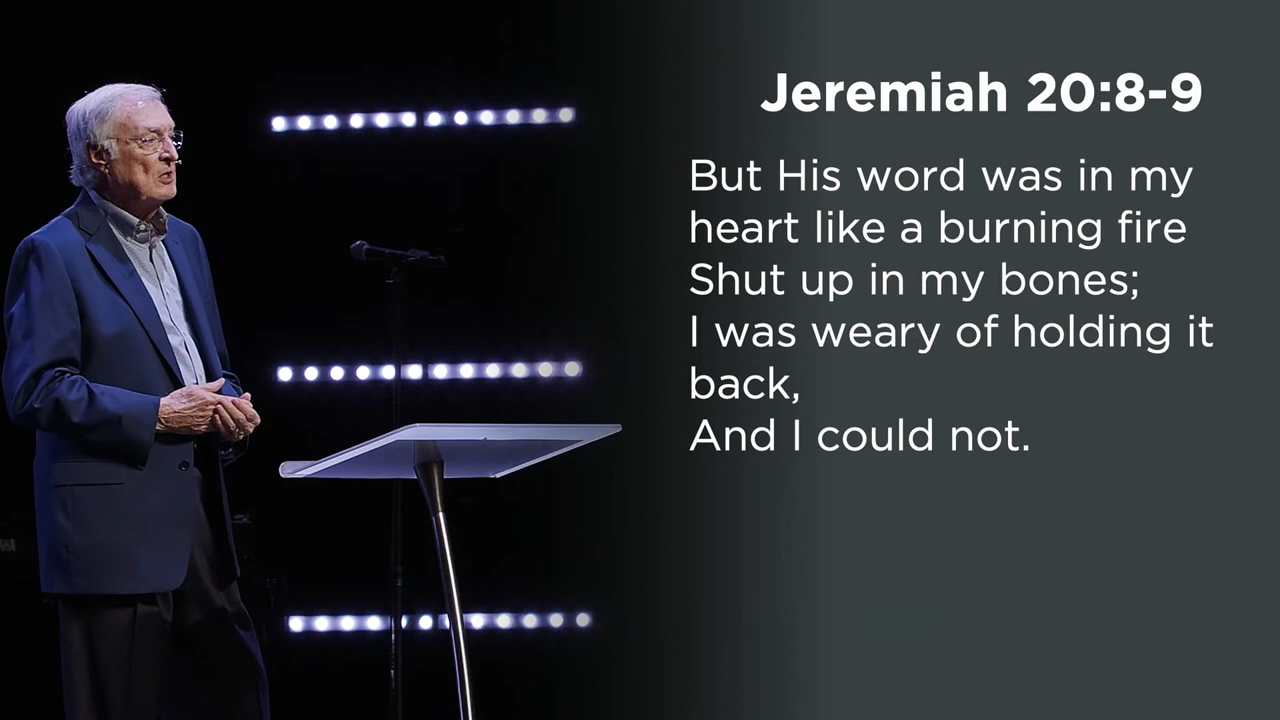 Jeremiah 20:8-9
But His word was in my
heart like a burning fire
Shut up in my bones;
I was weary of holding it
back,
And I could not.